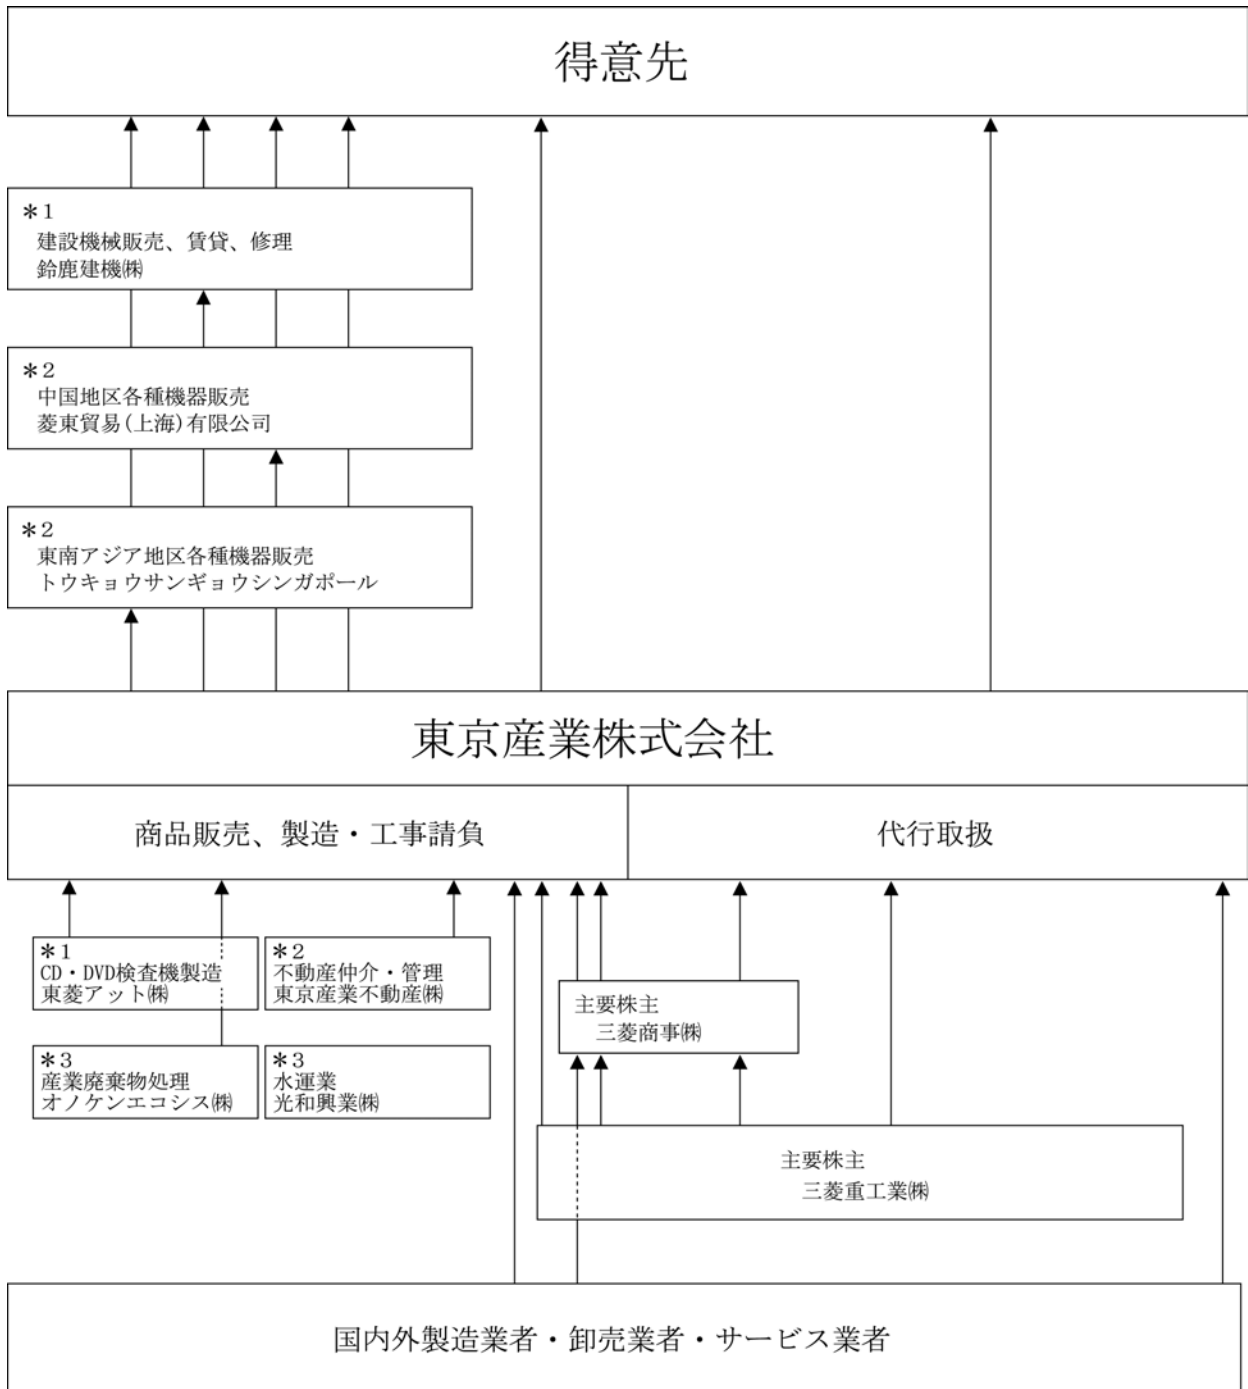 得意先
＊1
建設機械販売、賃貸、修理
鈴鹿建機㈱
＊2
中国地区各種機器販売
菱東貿易(上海)有限公司
＊2
東南アジア地区各種機器販売
トウキョウサンギョウシンガポール
東京産業株式会社
商品販売、製造・工事請負
代行取扱
＊1
CD・DVD検査機製造
東菱アット㈱
＊2
不動産仲介・管理
東京産業不動産㈱
＊3
産業廃棄物処理
オノケンエコシス㈱
＊3
水運業
光和興業㈱
主要株主
三菱商事㈱
主要株主
三菱重工業㈱
国内外製造業者・卸売業者・サービス業者